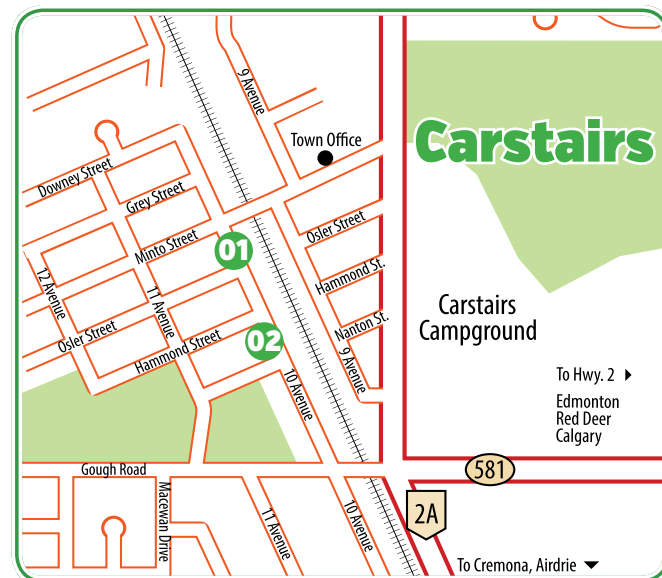 9 Avenue
Town Office
Carstairs
Downey Street
Grey Street
Minto Street
Osler Street
01
Hammond St.
12 Avenue
11 Avenue
Carstairs
Campground
Nanton St.
Osler Street
Hammond Street
02
9 Avenue
To Hwy. 2
10 Avenue
Edmonton
Red Deer
Calgary
Gough Road
581
Macewan Drive
11 Avenue
10 Avenue
2A
To Cremona, Airdrie